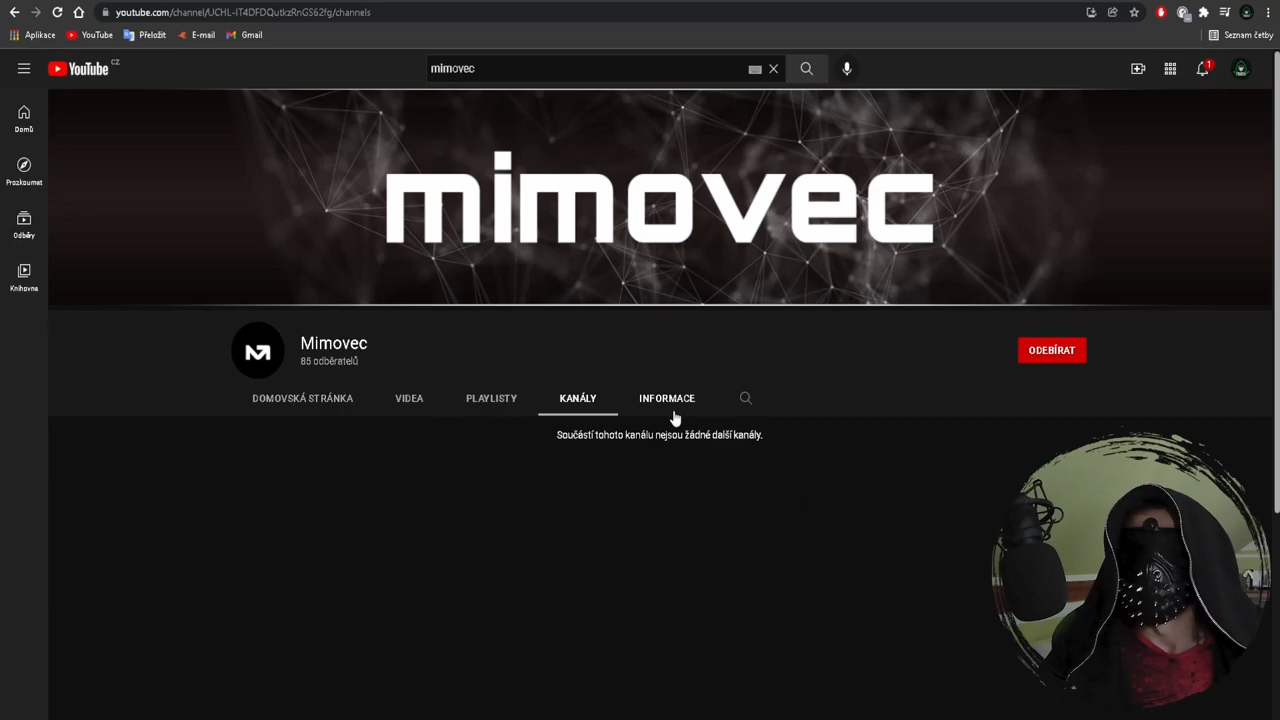 youtube.com/channel/UCHL-IT4DFDQutkzRnGS62fg/channels
Aplikace YouTube Přeložit E-mail Gmail Seznam četby
YouTube CZ
mimovec
1
Domů
Prozkoumat
Odběry
Knihovna
mimovec
Mimovec
85 odběratelů
ODEBÍRAT
DOMOVSKÁ STRÁNKA VIDEA PLAYLISTY KANÁLY INFORMACE
Součástí tohoto kanálu nejsou žádné další kanály.